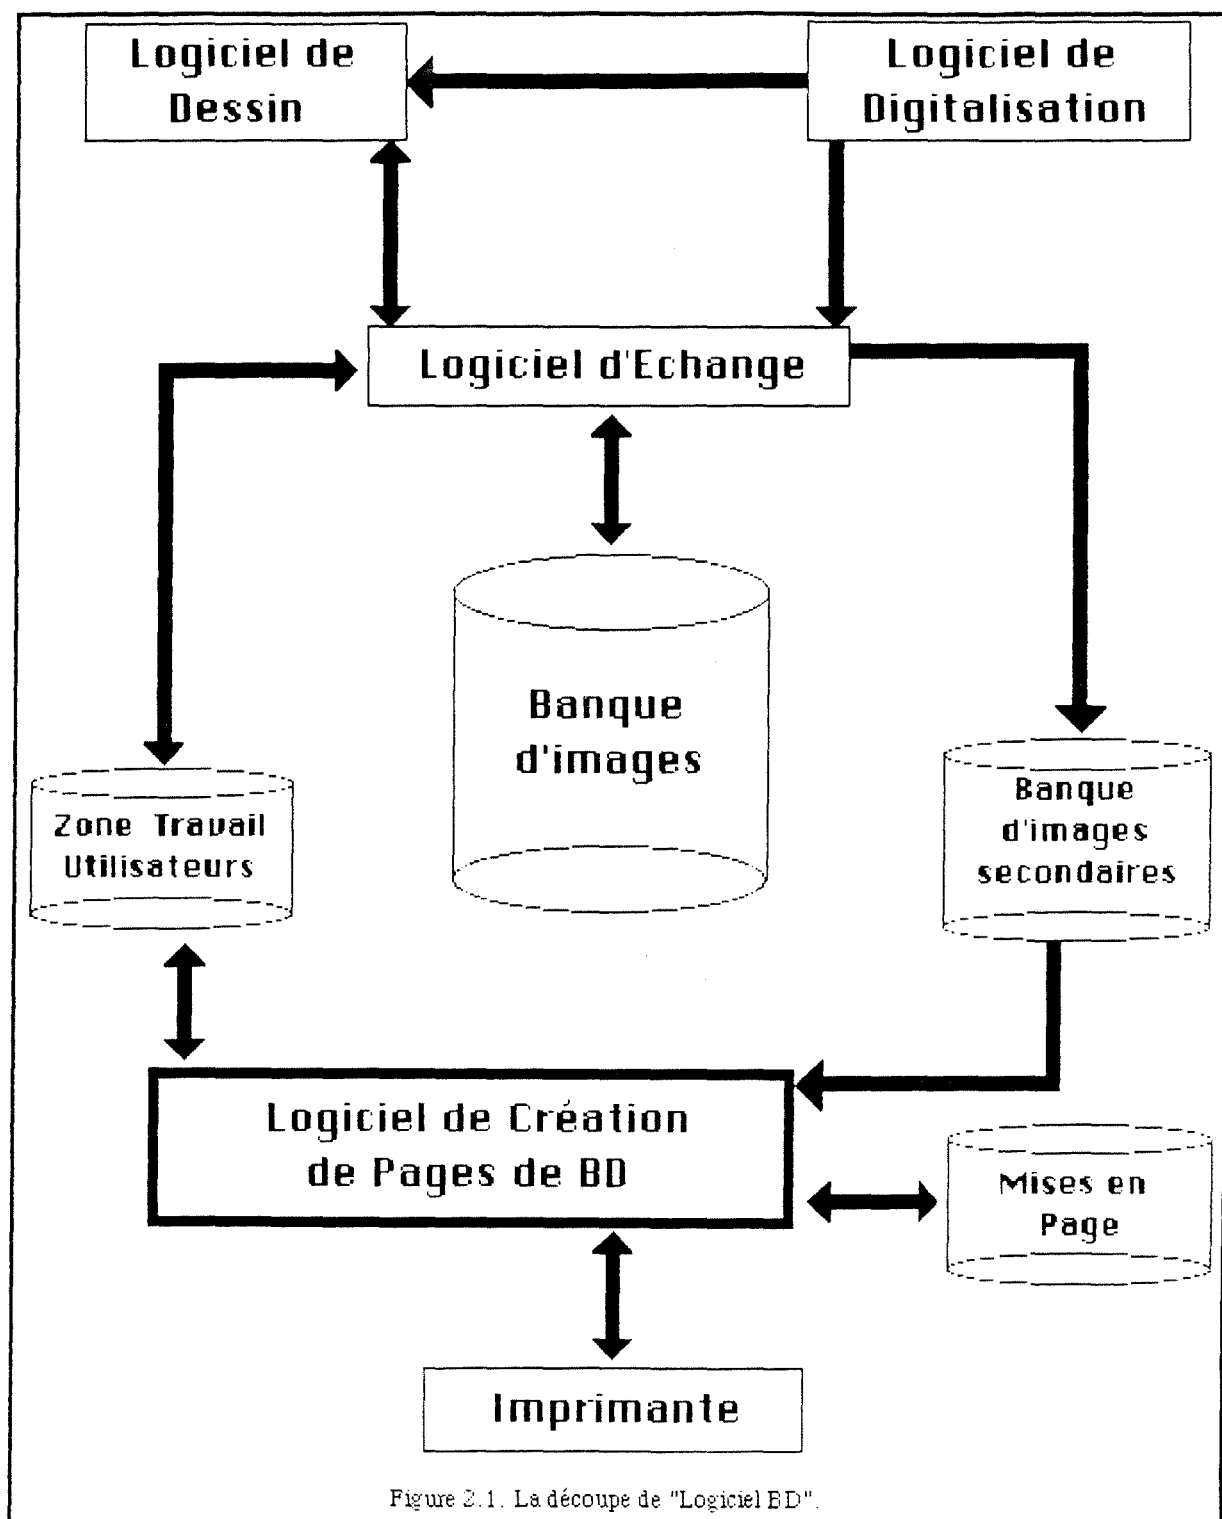 Logiciel de
Dessin
Logiciel de
Digitalisation
Logiciel d'Echange
Banque
d'images
Zone Travail
Utilisateurs
Banque
d'images
secondaires
Logiciel de Création
de Pages de BD
Mises en
Page
Imprimante
Figure 2.1. La découpe de "Logiciel BD".